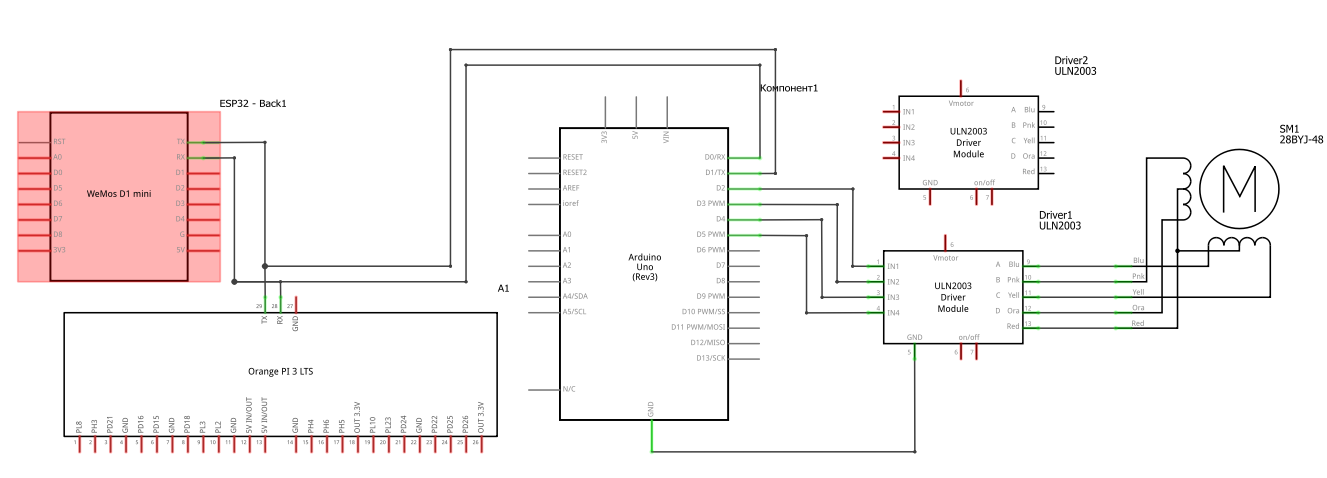 ESP32 - Back1
RST
A0
D0
D5
D6
D7
D8
3V3
WeMos D1 mini
TX
RX
D1
D2
D3
D4
G
5V
29
28
27
TX
RX
GND
Orange PI 3 LTS
PL8
PH3
PD21
GND
PD16
PD15
GND
PD18
PL3
PL2
GND
5V IN/OUT
5V IN/OUT
GND
PH4
PH6
PH5
OUT 3.3V
PL10
PL23
PD24
GND
PD22
PD25
PD26
OUT 3.3V
1
2
3
4
5
6
7
8
9
10
11
12
13
14
15
16
17
18
19
20
21
22
23
24
25
26
A1
Компонент1
3V3
5V
VIN
RESET
RESET2
AREF
ioref
A0
A1
A2
A3
A4/SDA
A5/SCL
N/C
Arduino
Uno
(Rev3)
D0/RX
D1/TX
D2
D3 PWM
D4
D5 PWM
D6 PWM
D7
D8
D9 PWM
D10 PWM/SS
D11 PWM/MOSI
D12/MISO
D13/SCK
GND
Driver2
ULN2003
6
Vmotor
1
2
3
4
IN1
IN2
IN3
IN4
ULN2003
Driver
Module
A Blu 9
B Pnk 10
C Yell 11
D Ora 12
Red 13
GND
on/off
5
6
7
Driver1
ULN2003
6
Vmotor
1
2
3
4
IN1
IN2
IN3
IN4
ULN2003
Driver
Module
A Blu 9
B Pnk 10
C Yell 11
D Ora 12
Red 13
GND
on/off
5
6
7
Blu
Pnk
Yell
Ora
Red
SM1
28BYJ-48
M